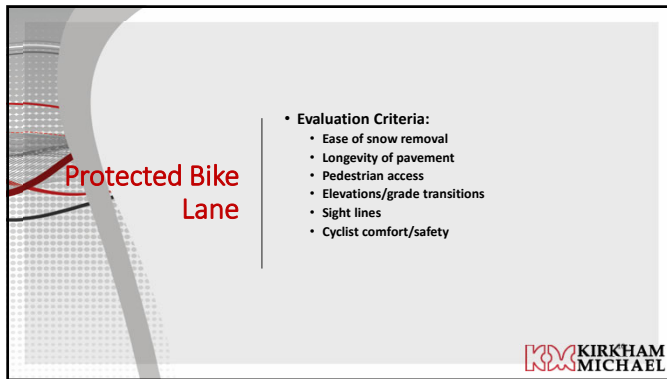 Protected Bike
Lane
• Evaluation Criteria:
• Ease of snow removal
• Longevity of pavement
• Pedestrian access
• Elevations/grade transitions
• Sight lines
• Cyclist comfort/safety
KIRKHAM
MICHAEL